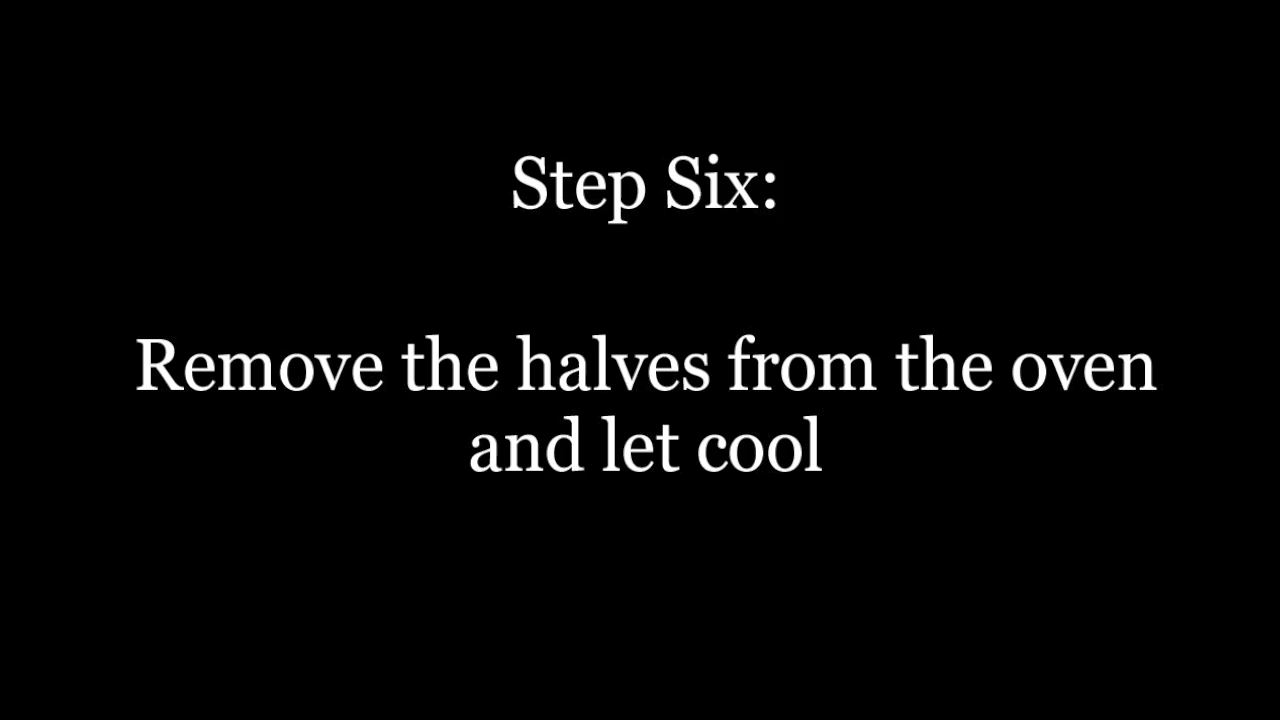 Step Six:
Remove the halves from the oven
and let cool